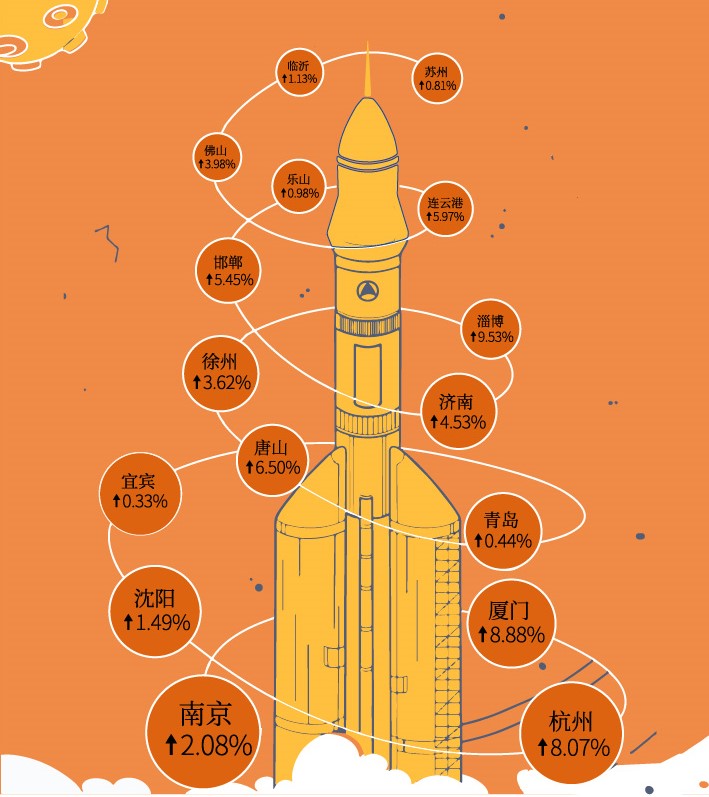 临沂
↑1.13%
苏州
↑0.81%
佛山
↑3.98%
乐山
↑0.98%
连云港
↑5.97%
邯郸
↑5.45%
淄博
↑9.53%
徐州
↑3.62%
济南
↑4.53%
唐山
↑6.50%
宜宾
↑0.33%
青岛
↑0.44%
沈阳
↑1.49%
厦门
↑8.88%
南京
↑2.08%
杭州
↑8.07%